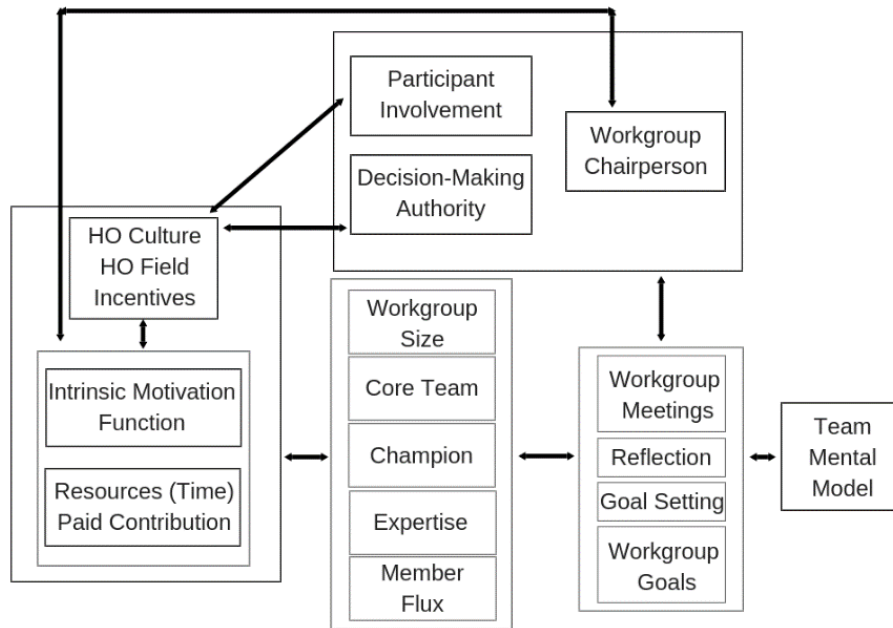 Participant
Involvement
Workgroup
Chairperson
Decision-Making
Authority
HO Culture
HO Field
Incentives
Intrinsic Motivation
Function
Resources (Time)
Paid Contribution
Workgroup
Size
Core Team
Champion
Expertise
Member
Flux
Workgroup
Meetings
Reflection
Goal Setting
Workgroup
Goals
Team
Mental
Model